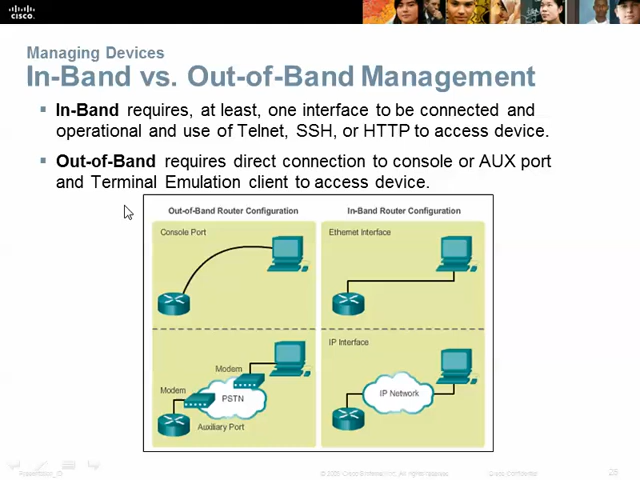 CISCO
Managing Devices
In-Band vs. Out-of-Band Management
In-Band requires, at least, one interface to be connected and
operational and use of Telnet, SSH, or HTTP to access device.
Out-of-Band requires direct connection to console or AUX port
and Terminal Emulation client to access device.
Out-of-Band Router Configuration
In-Band Router Configuration
Console Port
Ethernet Interface
Modem
Modem
PSTN
Auxiliary Port
IP Interface
IP Network
Presentation_ID
Cisco Confidential
26